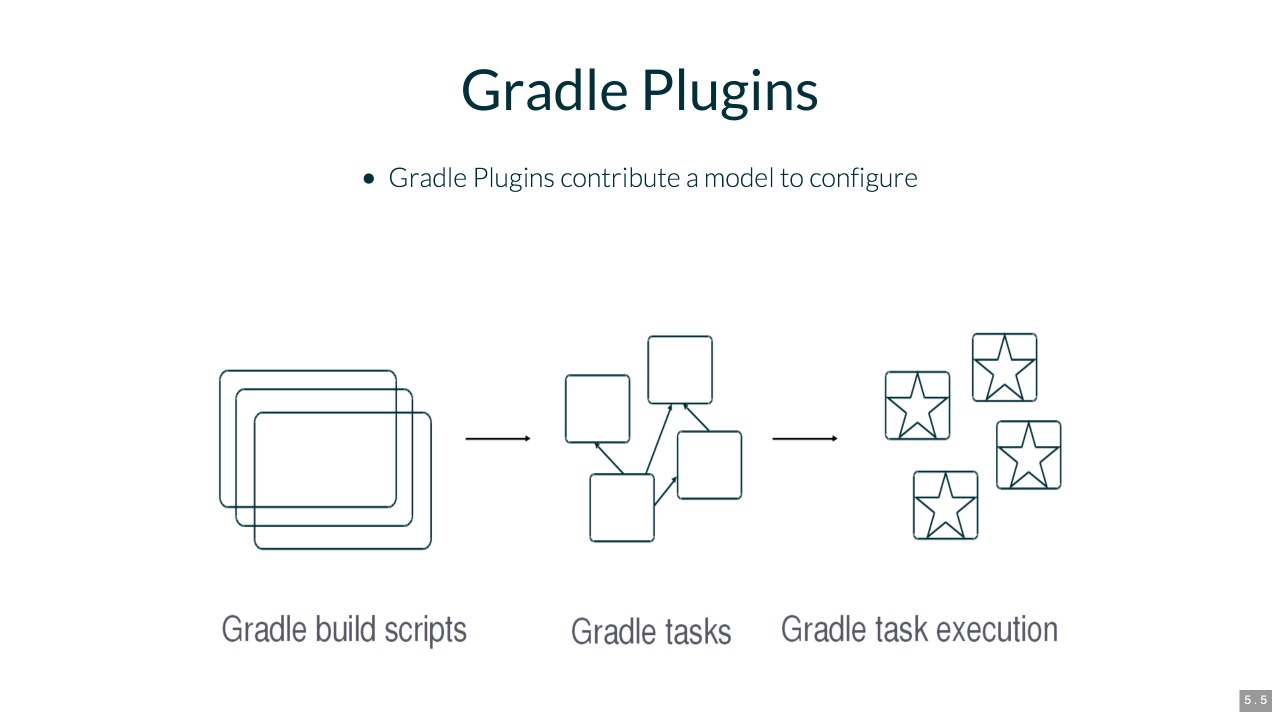 Gradle Plugins
• Gradle Plugins contribute a model to configure
Gradle build scripts
Gradle tasks
Gradle task execution
5.5